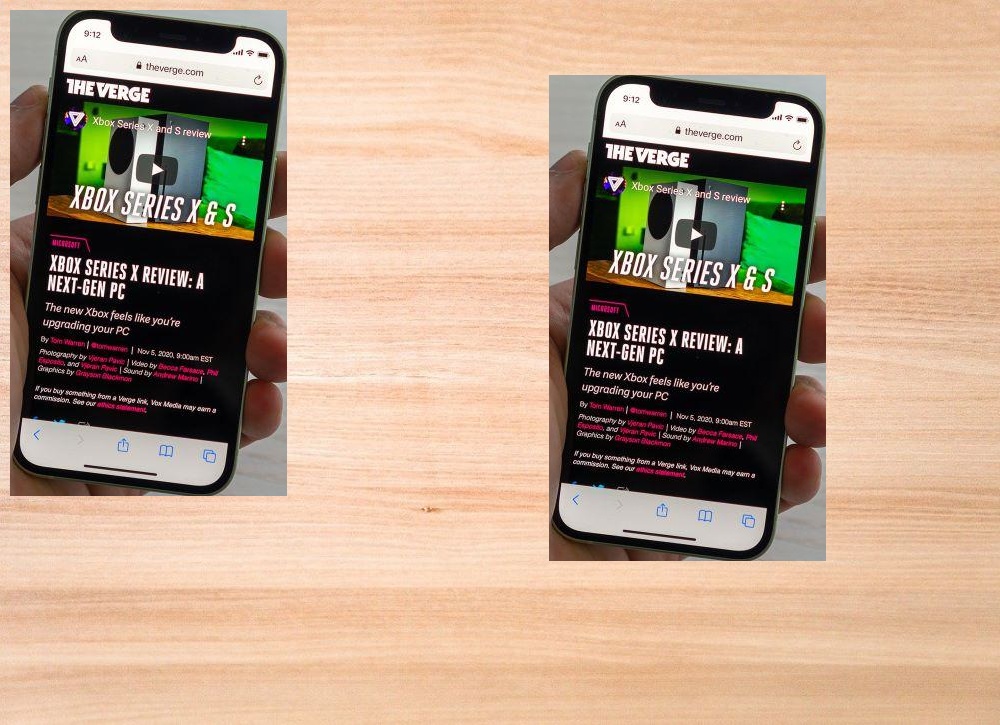 9:12
AA theverge.com
THE VERGE
Xbox Series X and S review
XBOX SERIES X & S
MICROSOFT
XBOX SERIES X REVIEW: A
NEXT-GEN PC
The new Xbox feels like you're
upgrading your PC
By Tom Warren | @tomwarren | Nov 5, 2020, 9:00am EST
Photography by Vjeran Pavic | Video by Becca Farsace, Phil
Esposito, and Vjeran Pavic | Sound by Andrew Marino |
Graphics by Grayson Blackmon
If you buy something from a Verge link, Vox Media may earn a
commission. See our ethics statement.
9:12
AA theverge.com
THE VERGE
Xbox Series X and S review
XBOX SERIES X & S
MICROSOFT
XBOX SERIES X REVIEW: A
NEXT-GEN PC
The new Xbox feels like you're
upgrading your PC
By Tom Warren | @tomwarren | Nov 5, 2020, 9:00am EST
Photography by Vjeran Pavic | Video by Becca Farsace, Phil
Esposito, and Vjeran Pavic | Sound by Andrew Marino |
Graphics by Grayson Blackmon
If you buy something from a Verge link, Vox Media may earn a
commission. See our ethics statement.